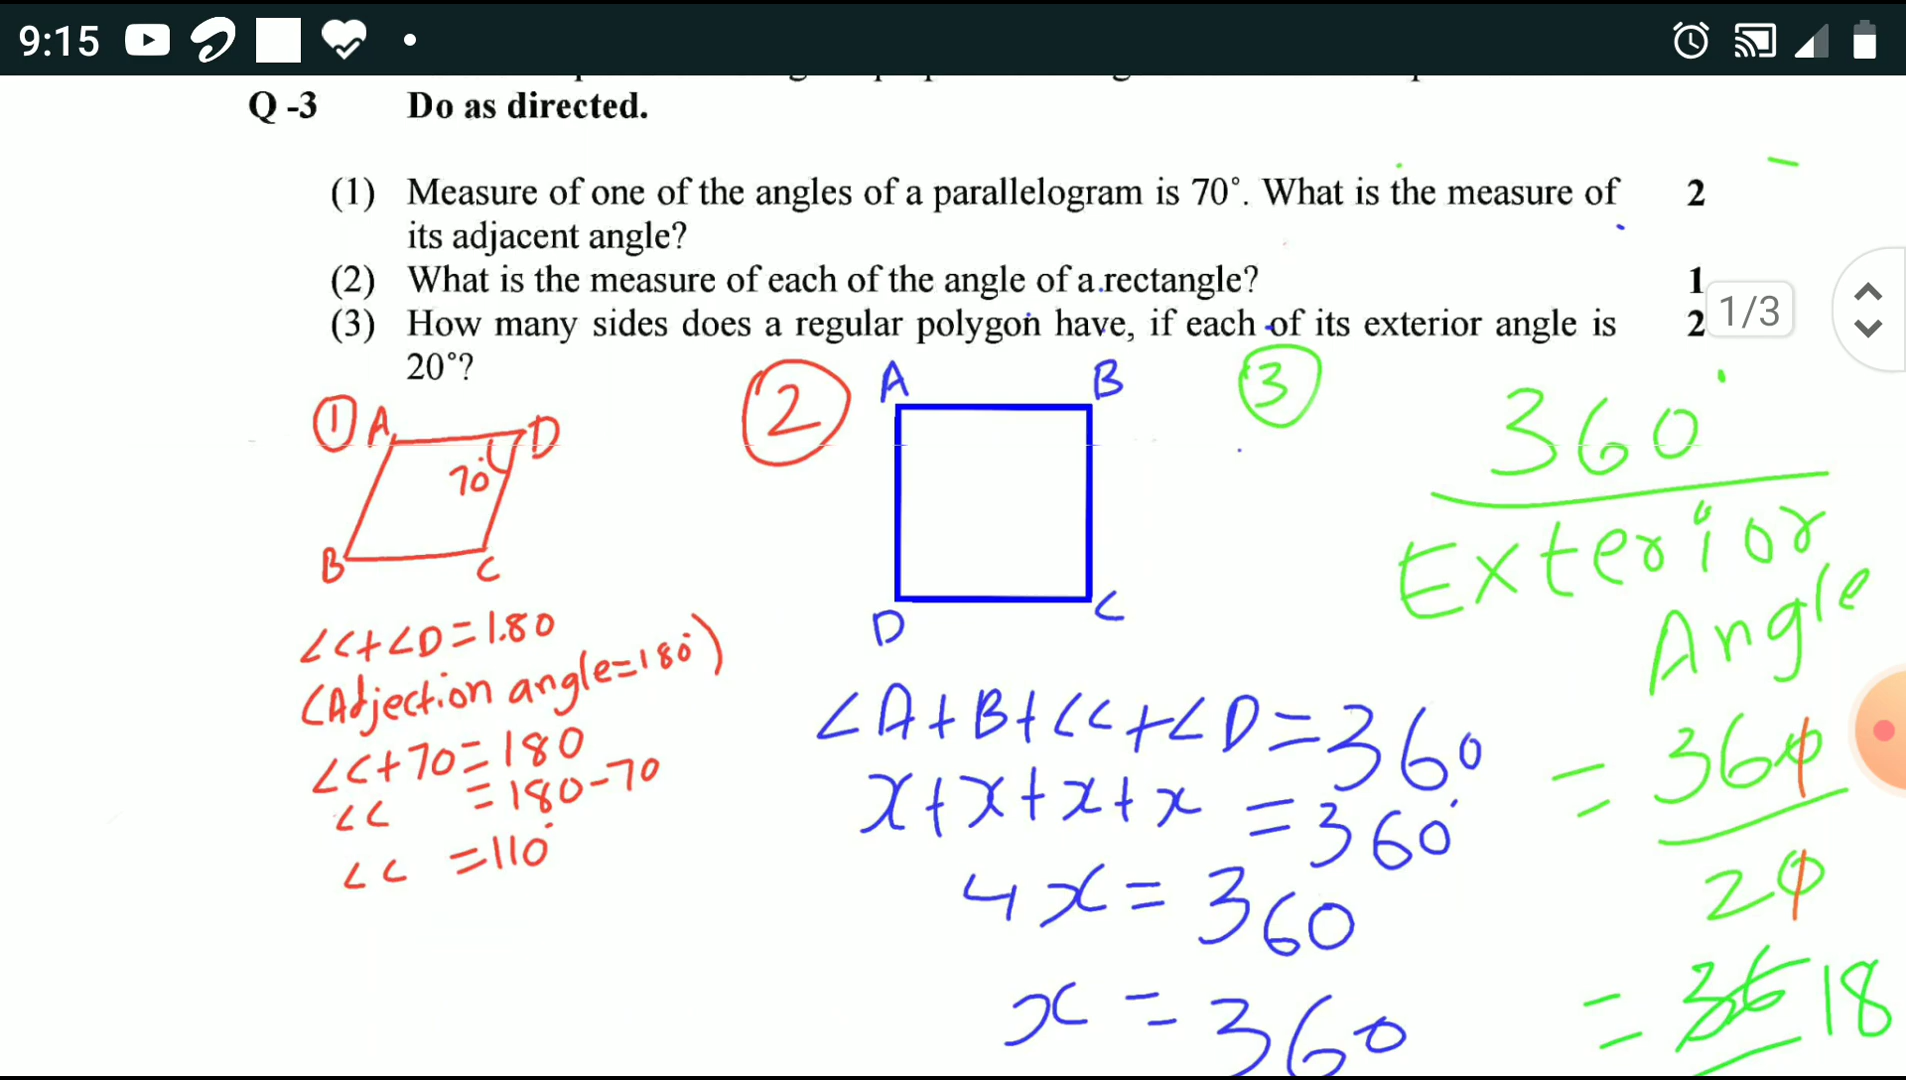 9:15
Q -3 Do as directed.
(1) Measure of one of the angles of a parallelogram is 70°. What is the measure of 2
its adjacent angle?
(2) What is the measure of each of the angle of a rectangle? 1
(3) How many sides does a regular polygon have, if each of its exterior angle is 2
20°?
1/3
① A D
70°
B C
∠C+∠D=180
(Adjection angle=180°)
∠C+70=180
∠C =180-70
∠C =110°
② A B
D C
∠A+B+∠C+∠D=360
x+x+x+x =360°
4x=360
x=360
③
360°
Exterior
Angle
=360
20
=36 18